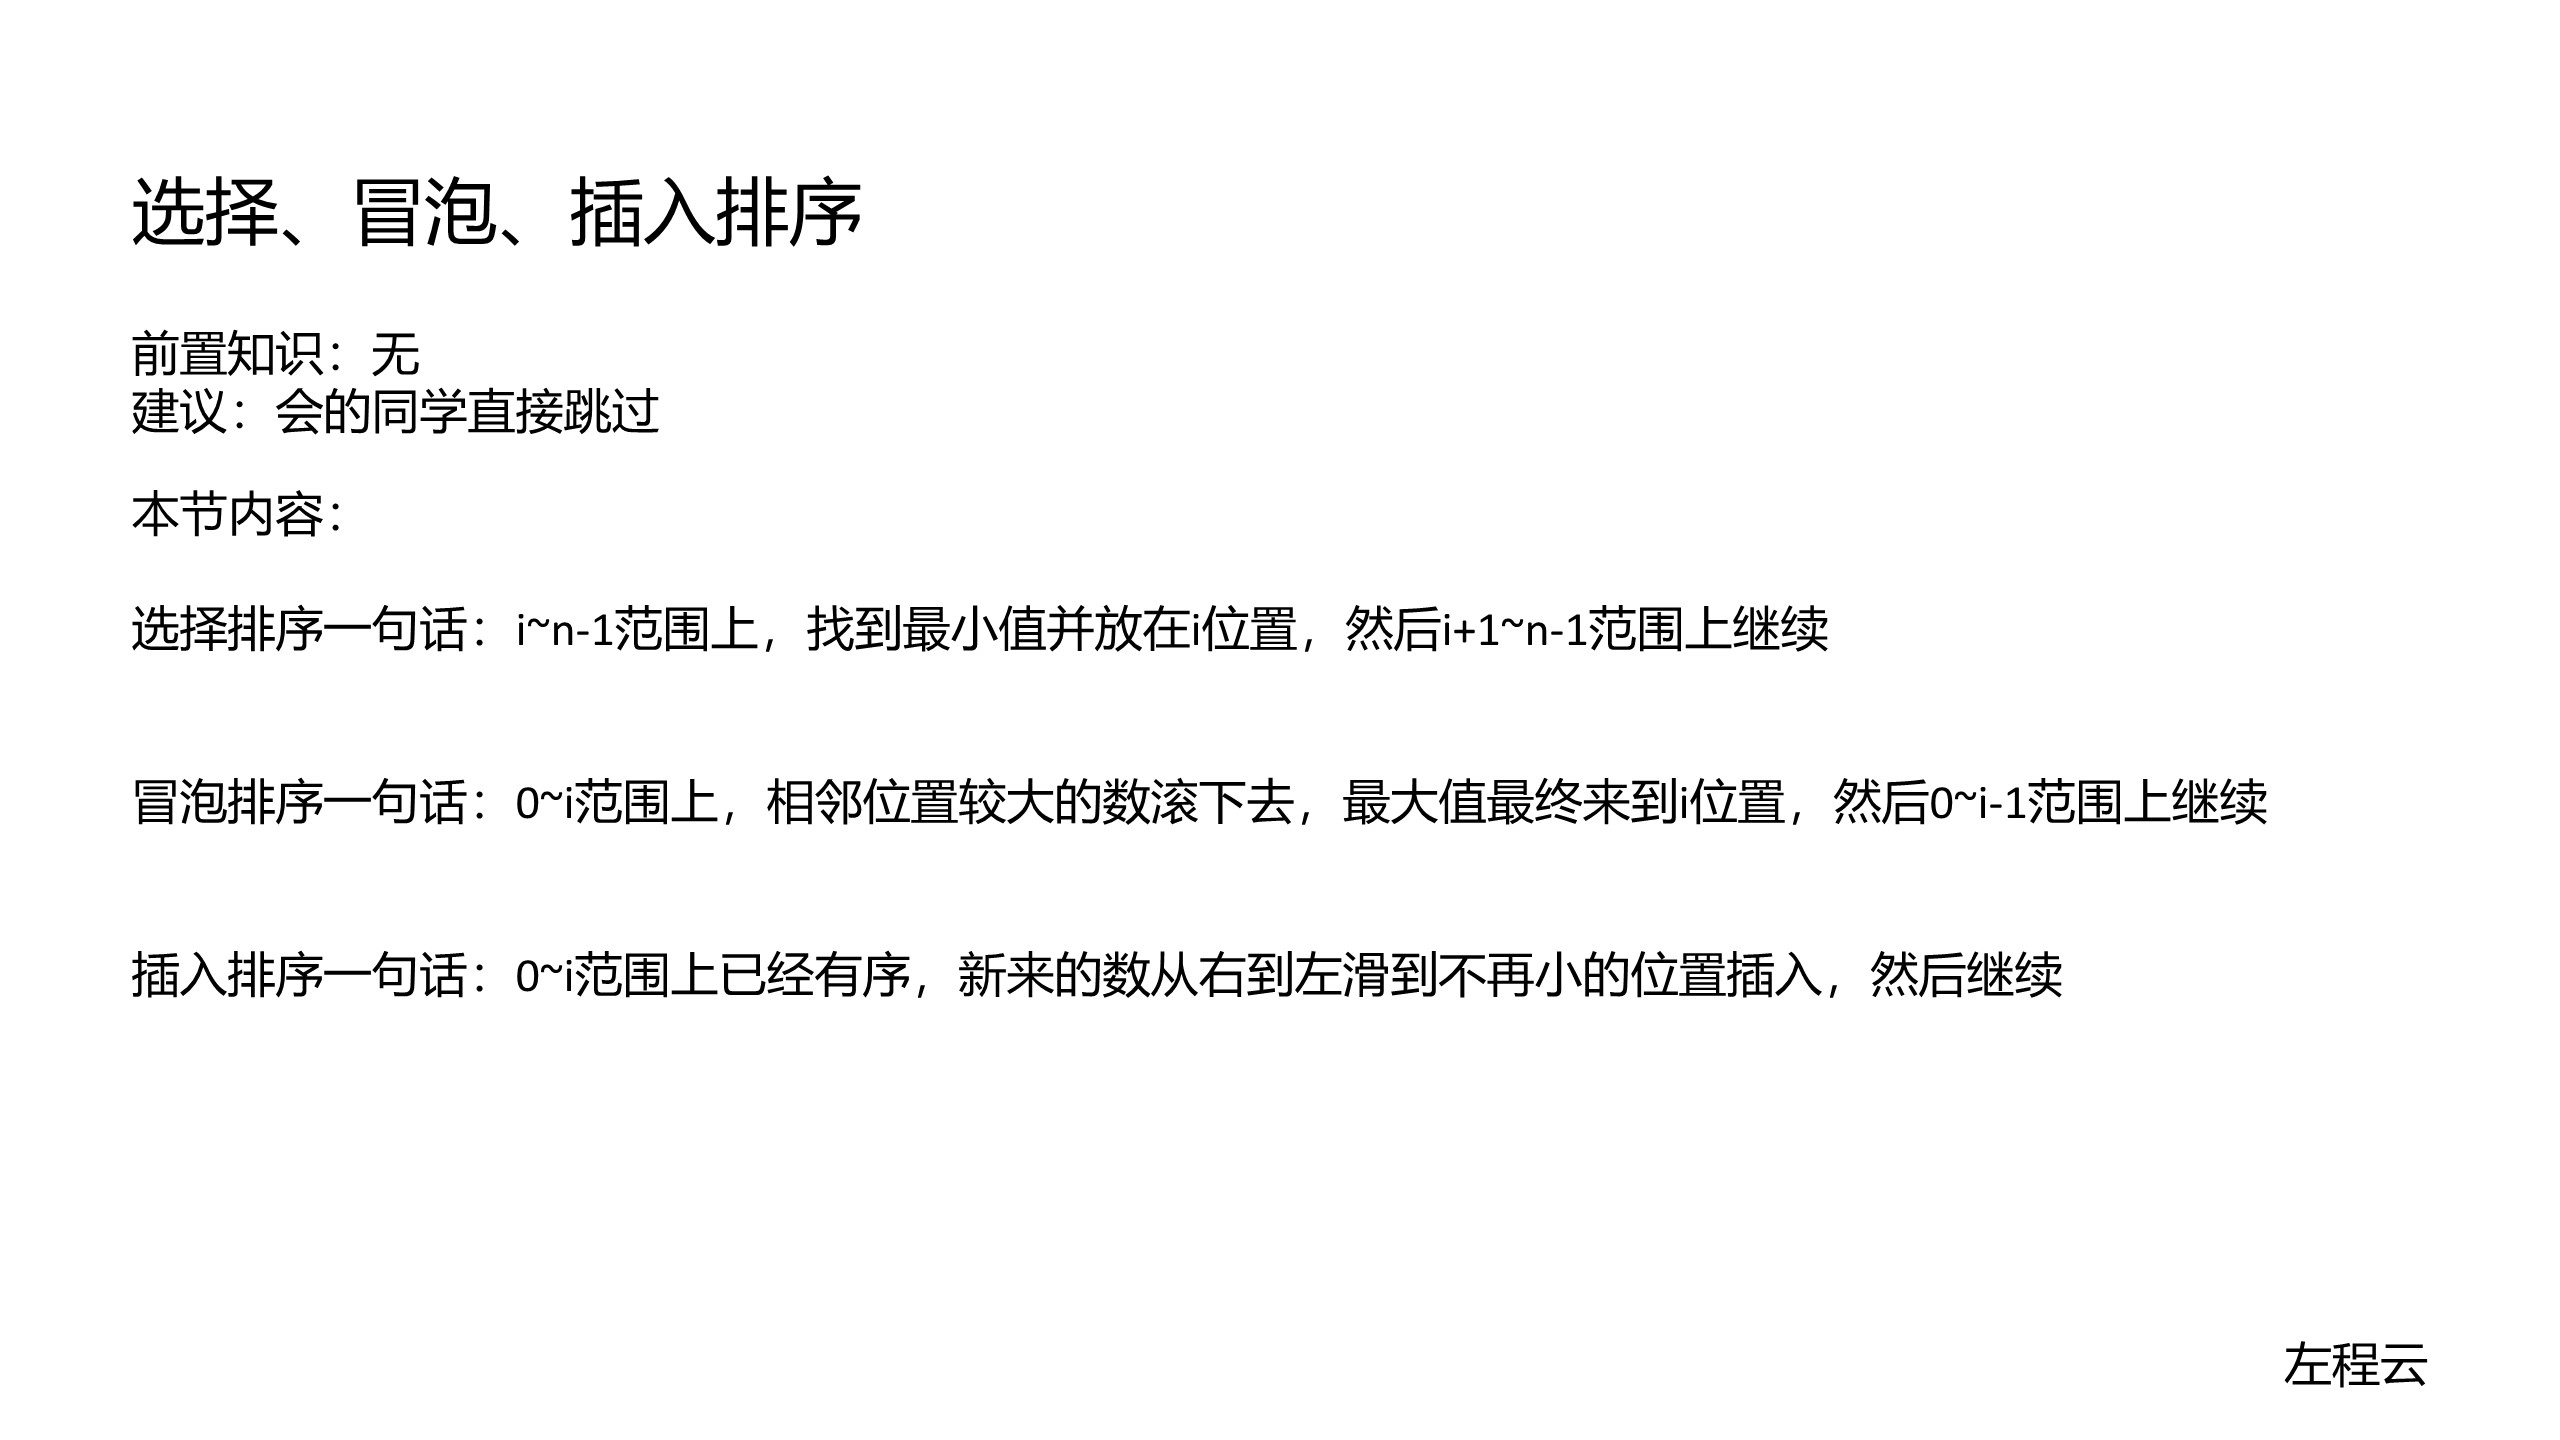 选择、冒泡、插入排序
前置知识：无
建议：会的同学直接跳过
本节内容：
选择排序一句话：i~n-1范围上，找到最小值并放在i位置，然后i+1~n-1范围上继续
冒泡排序一句话：0~i范围上，相邻位置较大的数滚下去，最大值最终来到i位置，然后0~i-1范围上继续
插入排序一句话：0~i范围上已经有序，新来的数从右到左滑到不再小的位置插入，然后继续
左程云